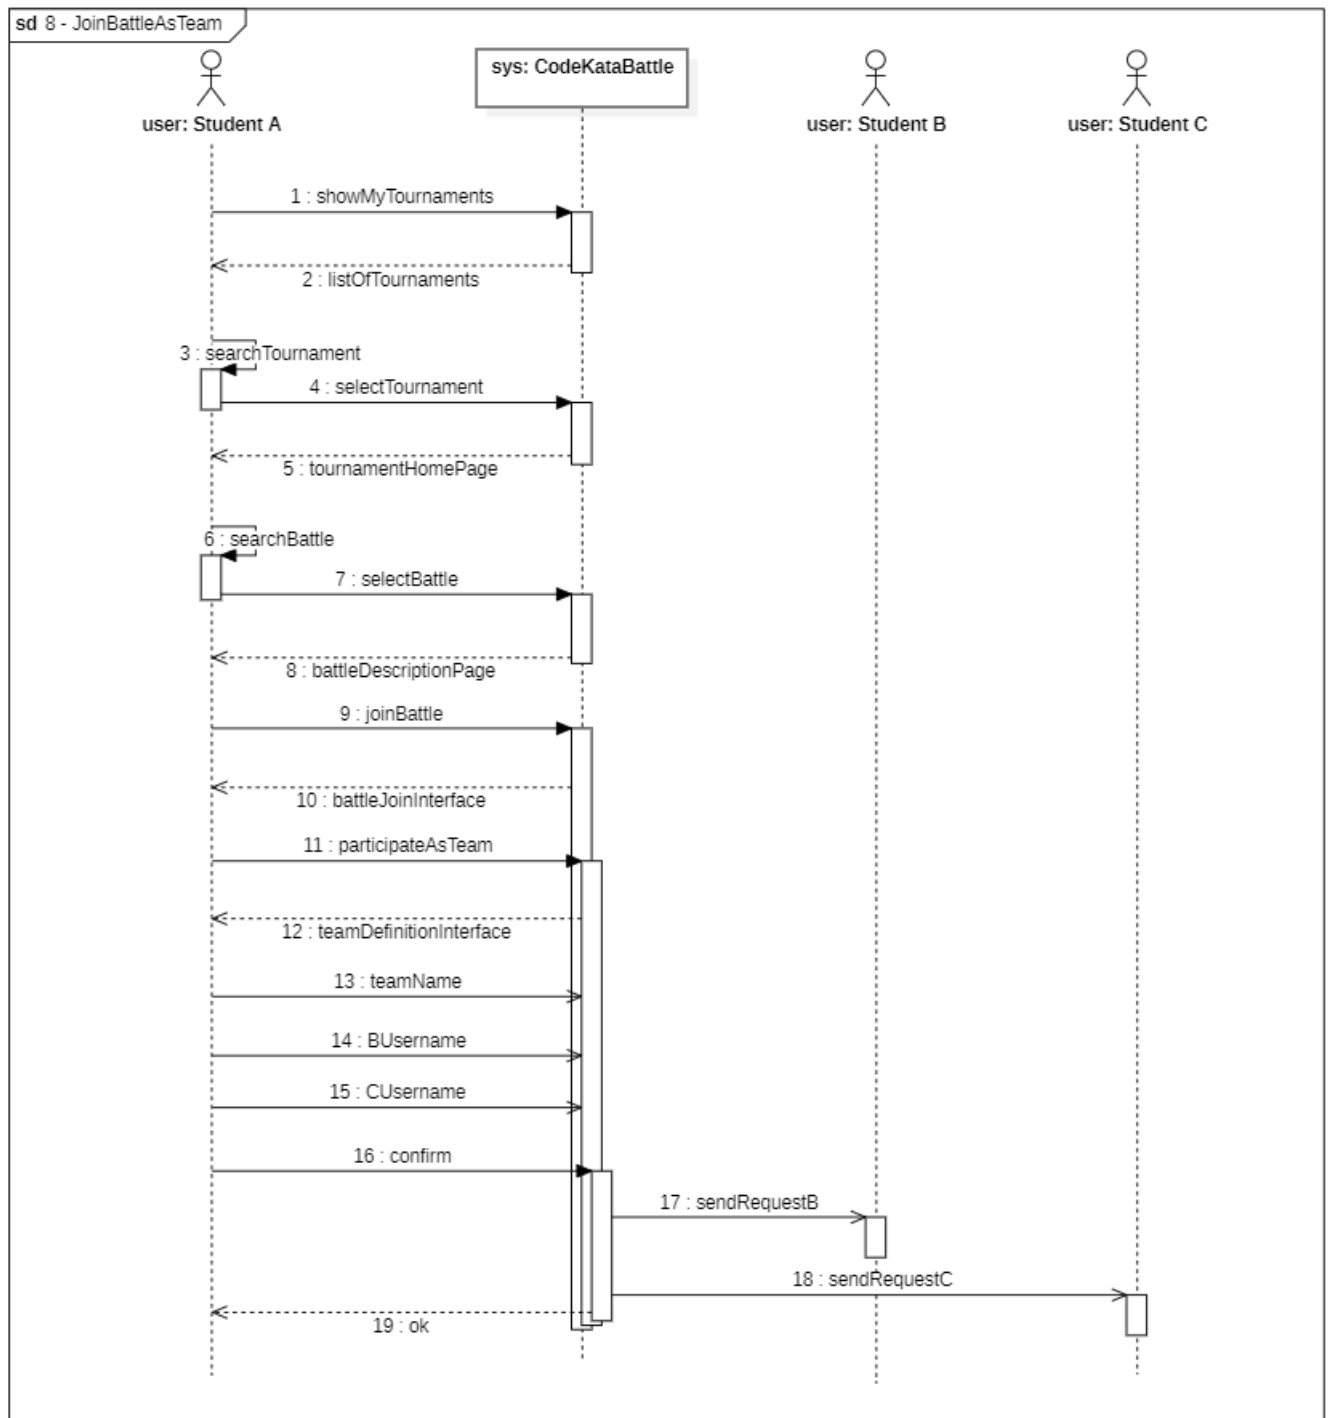 sd 8 - JoinBattleAsTeam
user: Student A
sys: CodeKataBattle
user: Student B
user: Student C
1 : showMyTournaments
2 : listOfTournaments
3 : searchTournament
4 : selectTournament
5 : tournamentHomePage
6 : searchBattle
7 : selectBattle
8 : battleDescriptionPage
9 : joinBattle
10 : battleJoinInterface
11 : participateAsTeam
12 : teamDefinitionInterface
13 : teamName
14 : BUsername
15 : CUsername
16 : confirm
17 : sendRequestB
18 : sendRequestC
19 : ok